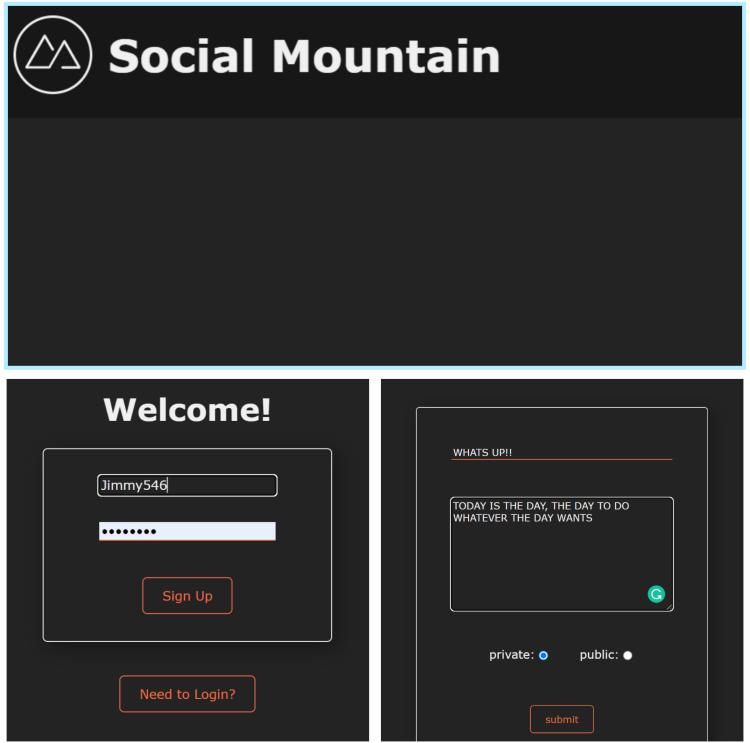 Social Mountain
Welcome!
Jimmy546
••••••••
Sign Up
Need to Login?
WHATS UP!!
TODAY IS THE DAY, THE DAY TO DO
WHATEVER THE DAY WANTS
private: public:
submit